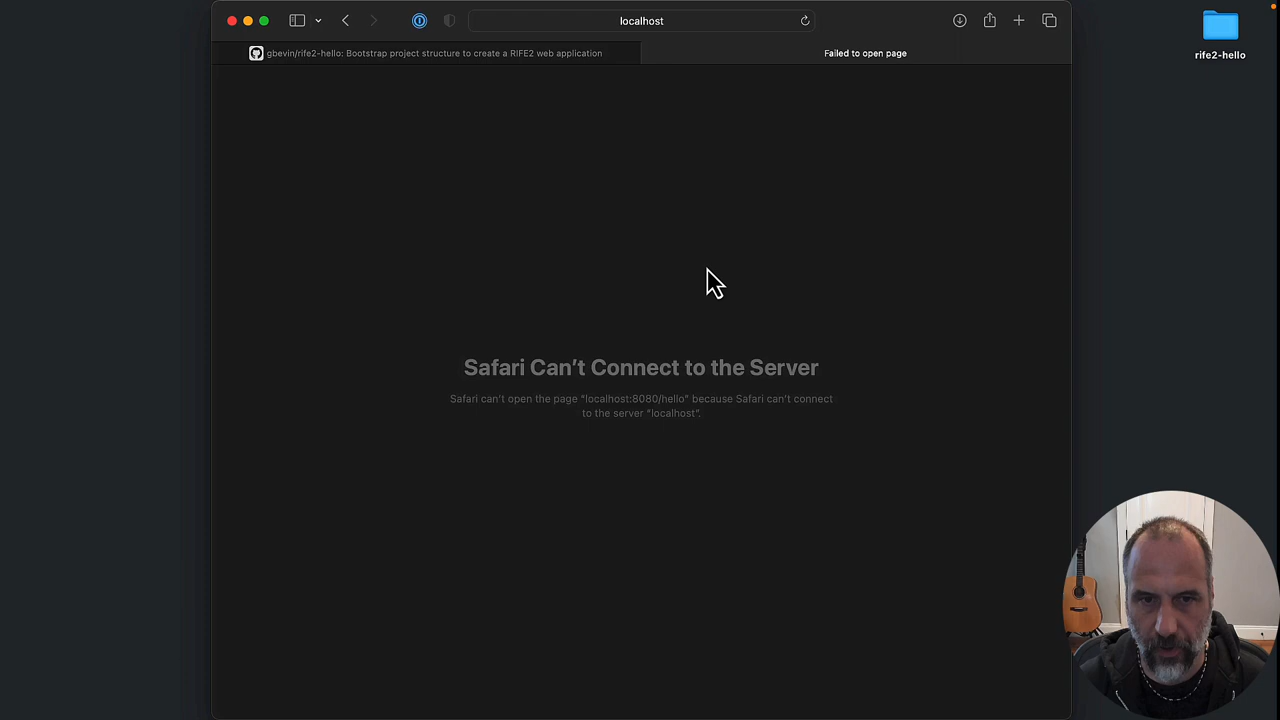 localhost
gbevin/rife2-hello: Bootstrap project structure to create a RIFE2 web application
Failed to open page
rife2-hello
Safari Can't Connect to the Server
Safari can't open the page "localhost:8080/hello" because Safari can't connect
to the server "localhost".